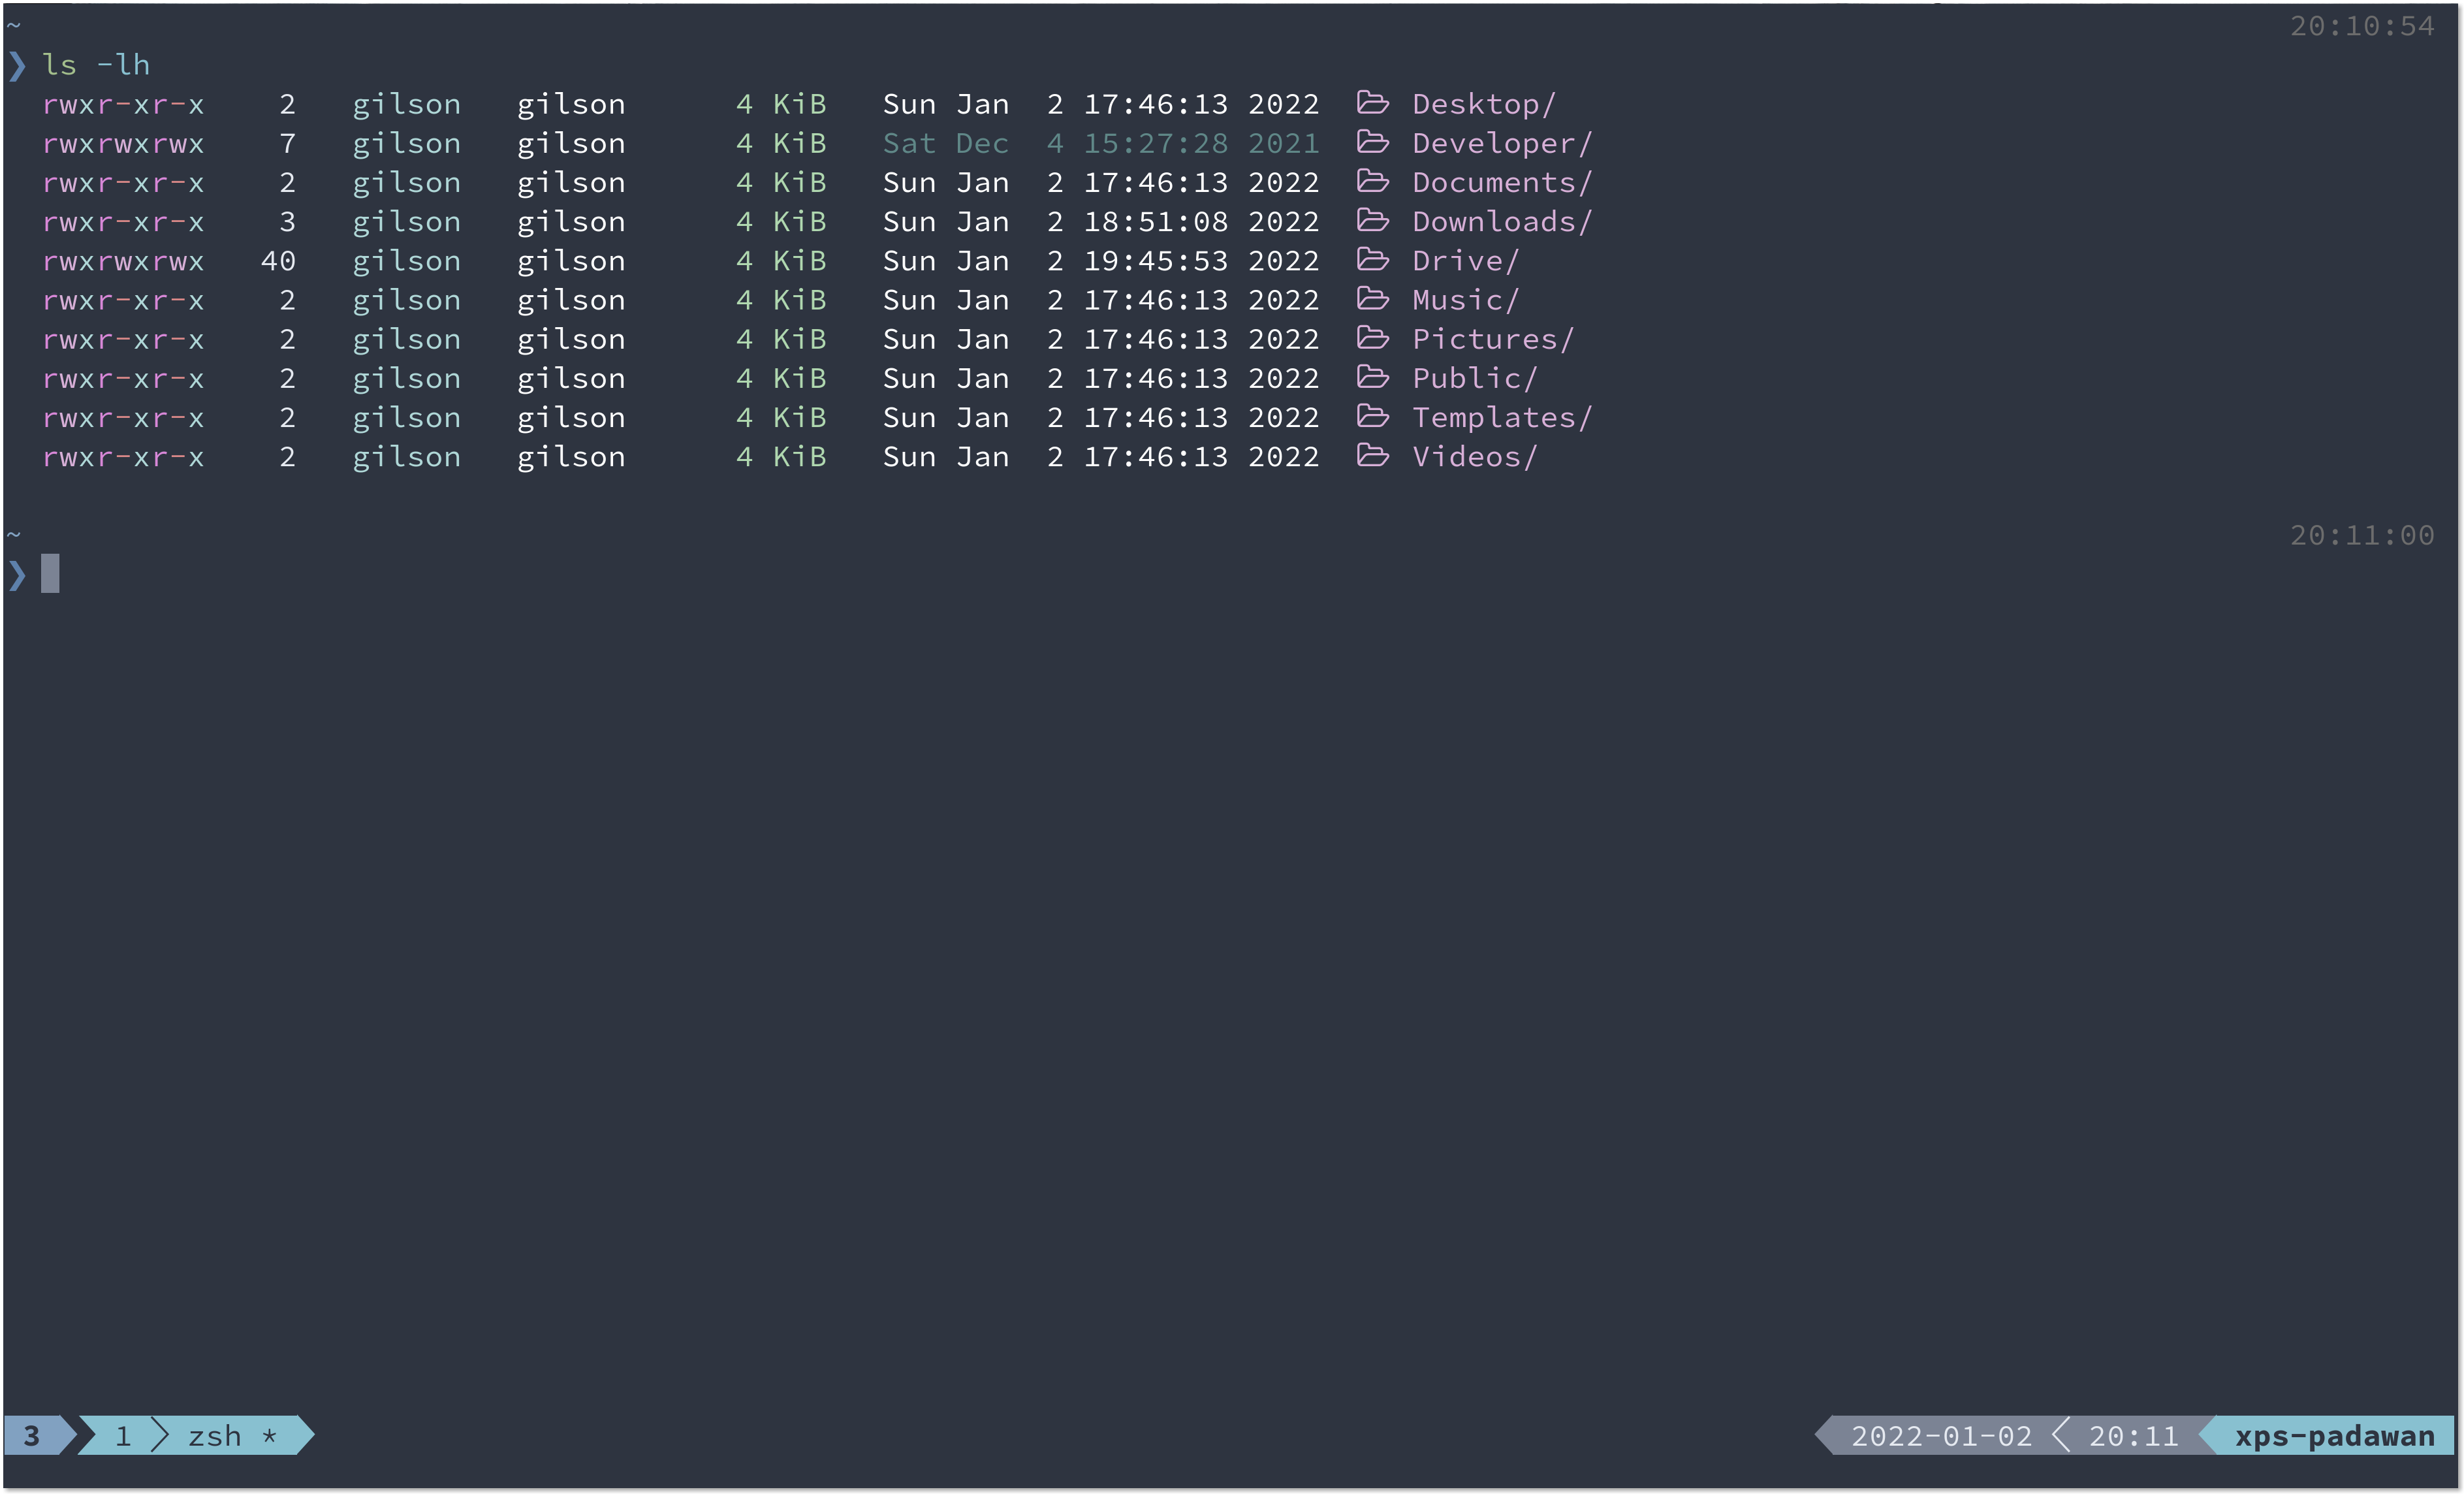 ~ 20:10:54
❯ ls -lh
rwxr-xr-x 2 gilson gilson 4 KiB Sun Jan 2 17:46:13 2022 Desktop/
rwxrwxrwx 7 gilson gilson 4 KiB Sat Dec 4 15:27:28 2021 Developer/
rwxr-xr-x 2 gilson gilson 4 KiB Sun Jan 2 17:46:13 2022 Documents/
rwxr-xr-x 3 gilson gilson 4 KiB Sun Jan 2 18:51:08 2022 Downloads/
rwxrwxrwx 40 gilson gilson 4 KiB Sun Jan 2 19:45:53 2022 Drive/
rwxr-xr-x 2 gilson gilson 4 KiB Sun Jan 2 17:46:13 2022 Music/
rwxr-xr-x 2 gilson gilson 4 KiB Sun Jan 2 17:46:13 2022 Pictures/
rwxr-xr-x 2 gilson gilson 4 KiB Sun Jan 2 17:46:13 2022 Public/
rwxr-xr-x 2 gilson gilson 4 KiB Sun Jan 2 17:46:13 2022 Templates/
rwxr-xr-x 2 gilson gilson 4 KiB Sun Jan 2 17:46:13 2022 Videos/
~ 20:11:00
❯
3 1 zsh * 2022-01-02 20:11 xps-padawan